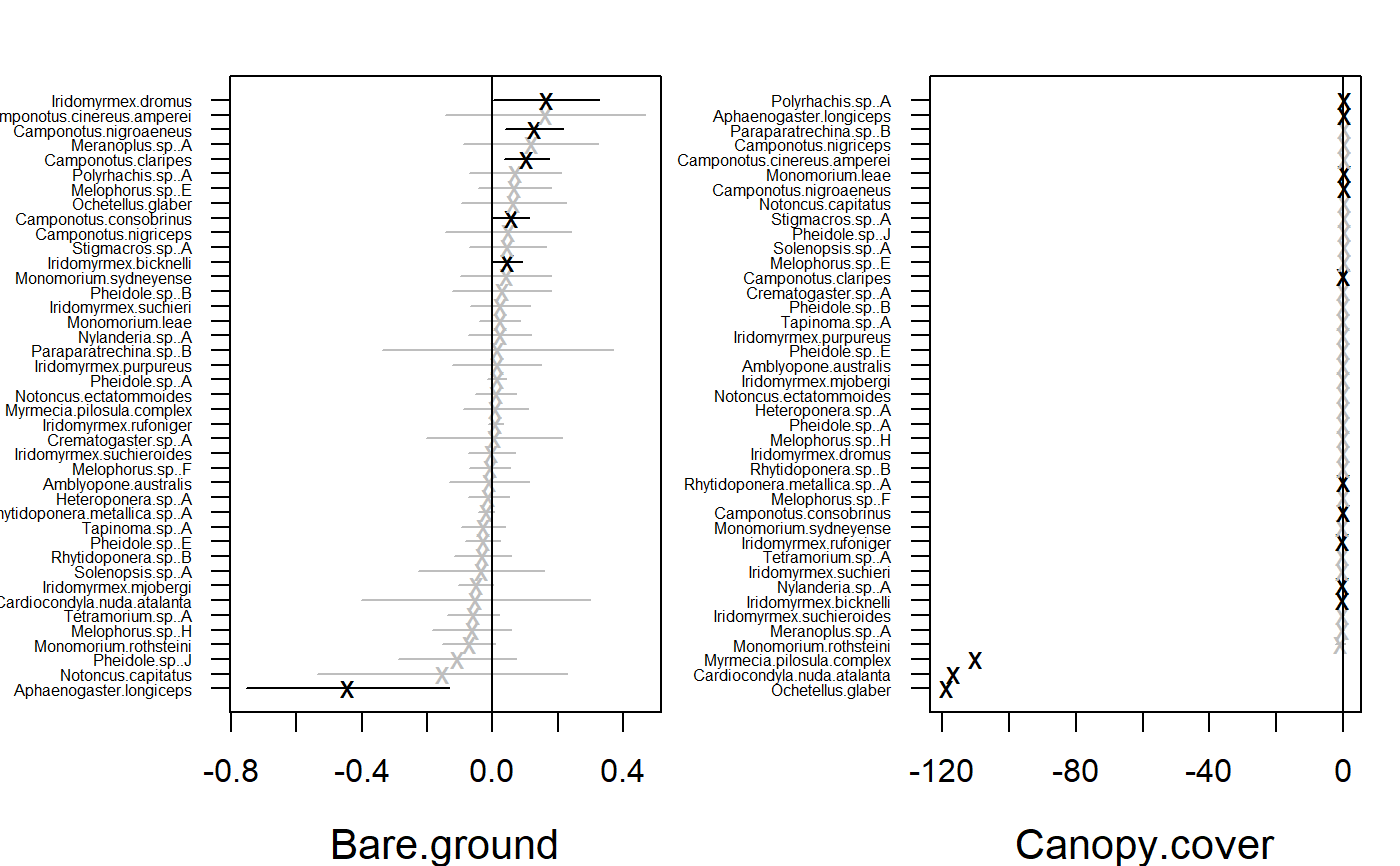 Iridomyrmex.dromus
mponotus.cinereus.amperei
Camponotus.nigroaeneus
Meranoplus.sp..A
Camponotus.claripes
Polyrhachis.sp..A
Melophorus.sp..E
Ochetellus.glaber
Camponotus.consobrinus
Camponotus.nigriceps
Stigmacros.sp..A
Iridomyrmex.bicknelli
Monomorium.sydneyense
Pheidole.sp..B
Iridomyrmex.suchieri
Monomorium.leae
Nylanderia.sp..A
Paraparatrechina.sp..B
Iridomyrmex.purpureus
Pheidole.sp..A
Notoncus.ectatommoides
Myrmecia.pilosula.complex
Iridomyrmex.rufoniger
Crematogaster.sp..A
Iridomyrmex.suchieroides
Melophorus.sp..F
Amblyopone.australis
Heteroponera.sp..A
hytidoponera.metallica.sp..A
Tapinoma.sp..A
Pheidole.sp..E
Rhytidoponera.sp..B
Solenopsis.sp..A
Iridomyrmex.mjobergi
Cardiocondyla.nuda.atalanta
Tetramorium.sp..A
Melophorus.sp..H
Monomorium.rothsteini
Pheidole.sp..J
Notoncus.capitatus
Aphaenogaster.longiceps
-0.8 -0.4 0.0 0.4
Bare.ground
Polyrhachis.sp..A
Aphaenogaster.longiceps
Paraparatrechina.sp..B
Camponotus.nigriceps
Camponotus.cinereus.amperei
Monomorium.leae
Camponotus.nigroaeneus
Notoncus.capitatus
Stigmacros.sp..A
Pheidole.sp..J
Solenopsis.sp..A
Melophorus.sp..E
Camponotus.claripes
Crematogaster.sp..A
Pheidole.sp..B
Tapinoma.sp..A
Iridomyrmex.purpureus
Pheidole.sp..E
Amblyopone.australis
Iridomyrmex.mjobergi
Notoncus.ectatommoides
Heteroponera.sp..A
Pheidole.sp..A
Melophorus.sp..H
Iridomyrmex.dromus
Rhytidoponera.sp..B
Rhytidoponera.metallica.sp..A
Melophorus.sp..F
Camponotus.consobrinus
Monomorium.sydneyense
Iridomyrmex.rufoniger
Tetramorium.sp..A
Iridomyrmex.suchieri
Nylanderia.sp..A
Iridomyrmex.bicknelli
Iridomyrmex.suchieroides
Meranoplus.sp..A
Monomorium.rothsteini
Myrmecia.pilosula.complex
Cardiocondyla.nuda.atalanta
Ochetellus.glaber
-120 -80 -40 0
Canopy.cover